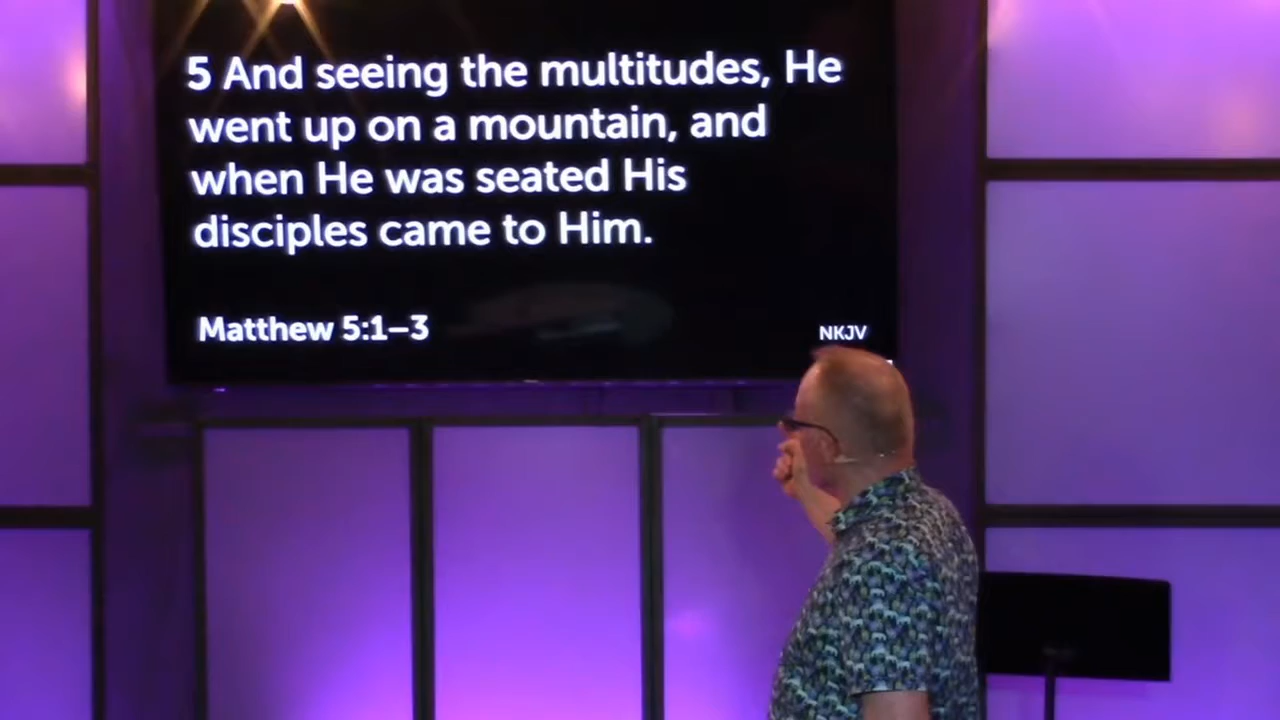 5 And seeing the multitudes, He
went up on a mountain, and
when He was seated His
disciples came to Him.
Matthew 5:1–3
NKJV